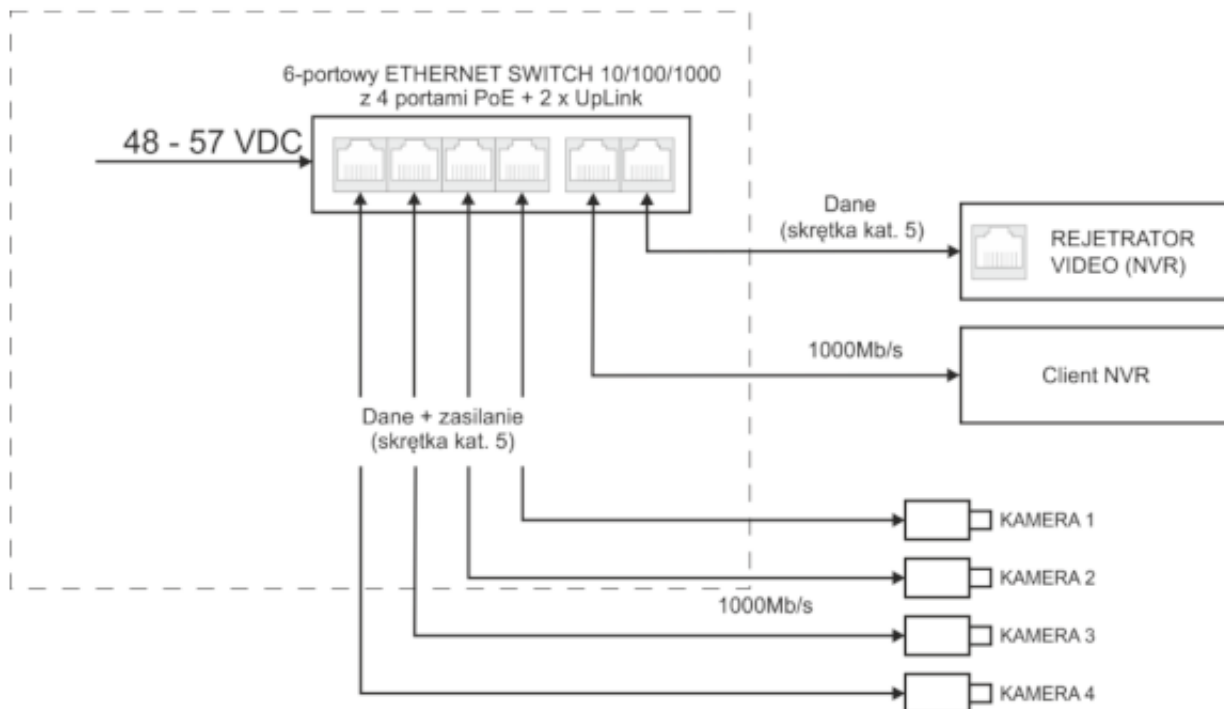 6-portowy ETHERNET SWITCH 10/100/1000
z 4 portami PoE + 2 x UpLink
48 - 57 VDC
Dane
(skrętka kat. 5)
REJETRATOR
VIDEO (NVR)
1000Mb/s
Client NVR
Dane + zasilanie
(skrętka kat. 5)
KAMERA 1
KAMERA 2
1000Mb/s
KAMERA 3
KAMERA 4